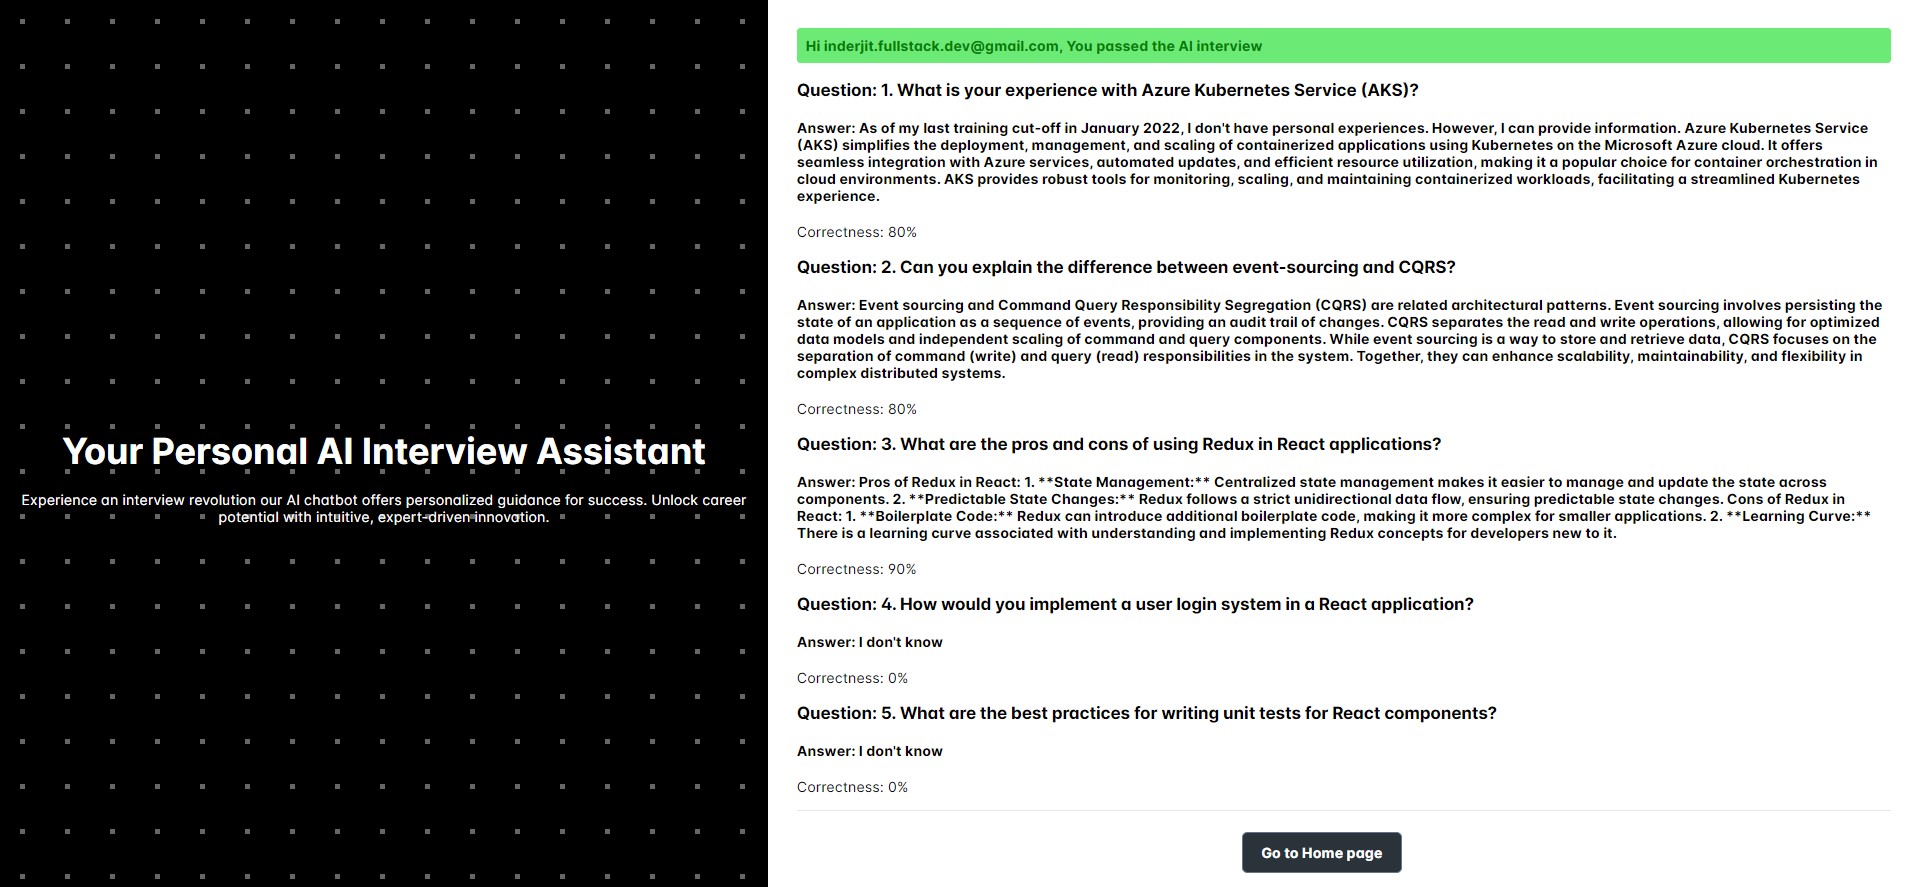 Your Personal AI Interview Assistant
Experience an interview revolution our AI chatbot offers personalized guidance for success. Unlock career
potential with intuitive, expert-driven innovation.
Hi inderjit.fullstack.dev@gmail.com, You passed the AI interview
Question: 1. What is your experience with Azure Kubernetes Service (AKS)?
Answer: As of my last training cut-off in January 2022, I don't have personal experiences. However, I can provide information. Azure Kubernetes Service
(AKS) simplifies the deployment, management, and scaling of containerized applications using Kubernetes on the Microsoft Azure cloud. It offers
seamless integration with Azure services, automated updates, and efficient resource utilization, making it a popular choice for container orchestration in
cloud environments. AKS provides robust tools for monitoring, scaling, and maintaining containerized workloads, facilitating a streamlined Kubernetes
experience.
Correctness: 80%
Question: 2. Can you explain the difference between event-sourcing and CQRS?
Answer: Event sourcing and Command Query Responsibility Segregation (CQRS) are related architectural patterns. Event sourcing involves persisting the
state of an application as a sequence of events, providing an audit trail of changes. CQRS separates the read and write operations, allowing for optimized
data models and independent scaling of command and query components. While event sourcing is a way to store and retrieve data, CQRS focuses on the
separation of command (write) and query (read) responsibilities in the system. Together, they can enhance scalability, maintainability, and flexibility in
complex distributed systems.
Correctness: 80%
Question: 3. What are the pros and cons of using Redux in React applications?
Answer: Pros of Redux in React: 1. **State Management:** Centralized state management makes it easier to manage and update the state across
components. 2. **Predictable State Changes:** Redux follows a strict unidirectional data flow, ensuring predictable state changes. Cons of Redux in
React: 1. **Boilerplate Code:** Redux can introduce additional boilerplate code, making it more complex for smaller applications. 2. **Learning Curve:**
There is a learning curve associated with understanding and implementing Redux concepts for developers new to it.
Correctness: 90%
Question: 4. How would you implement a user login system in a React application?
Answer: I don't know
Correctness: 0%
Question: 5. What are the best practices for writing unit tests for React components?
Answer: I don't know
Correctness: 0%
Go to Home page